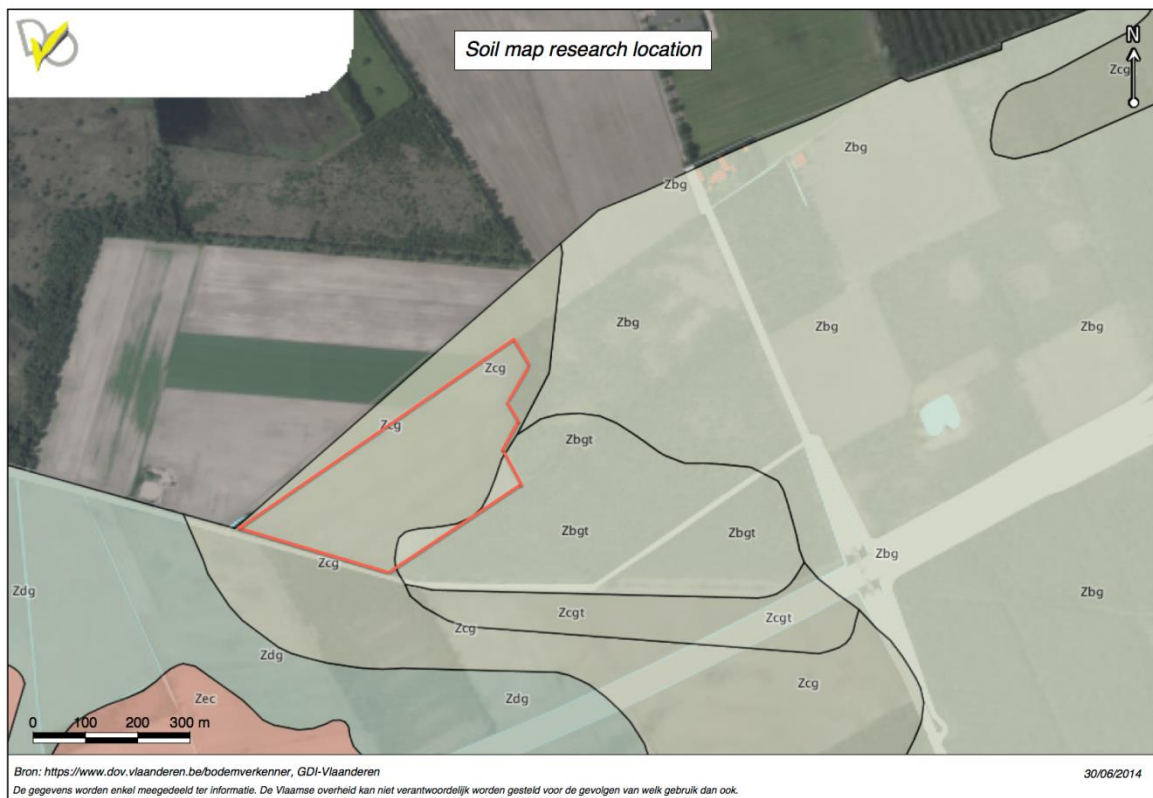 Soil map research location
N
Zcg
Zbg
Zbg
Zbg
Zbg
Zbg
Zcg
Zcg
Zbgt
Zbgt
Zbgt
Zbg
Zcg
Zdg
Zbg
Zcgt
Zcgt
Zcg
Zdg
Zcg
Zec
Zdg
0 100 200 300 m
Bron: https://www.dov.vlaanderen.be/bodemverkenner, GDI-Vlaanderen
30/06/2014
De gegevens worden enkel meegedeeld ter informatie. De Vlaamse overheid kan niet verantwoordelijk worden gesteld voor de gevolgen van welk gebruik dan ook.